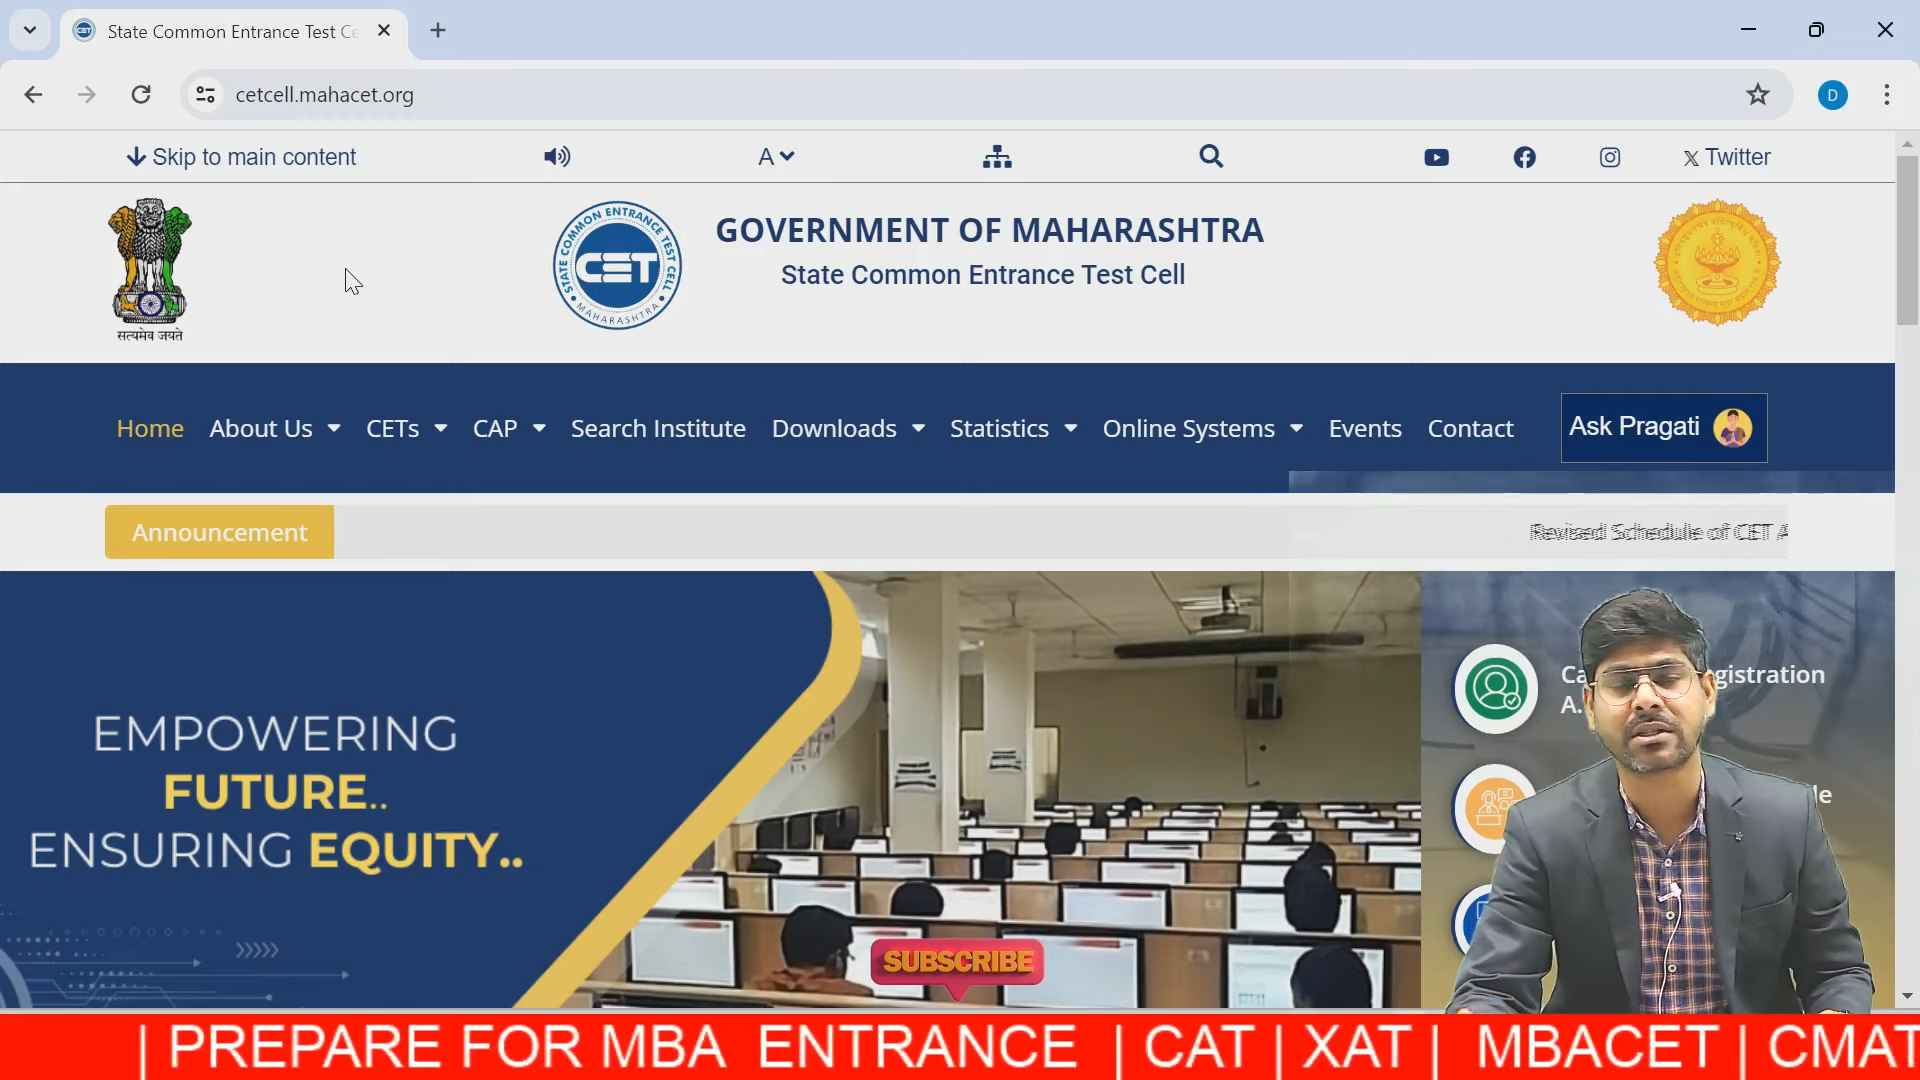 State Common Entrance Test Ce
cetcell.mahacet.org
D
Skip to main content
A
X Twitter
सत्यमेव जयते
STATE COMMON ENTRANCE TEST CELL
CET
MAHARASHTRA
GOVERNMENT OF MAHARASHTRA
State Common Entrance Test Cell
Home About Us CETs CAP Search Institute Downloads Statistics Online Systems Events Contact Ask Pragati
Announcement
Revised Schedule of CET A
EMPOWERING
FUTURE..
ENSURING EQUITY..
Ca gistration
A.
le
SUBSCRIBE
| PREPARE FOR MBA ENTRANCE | CAT | XAT | MBACET | CMAT